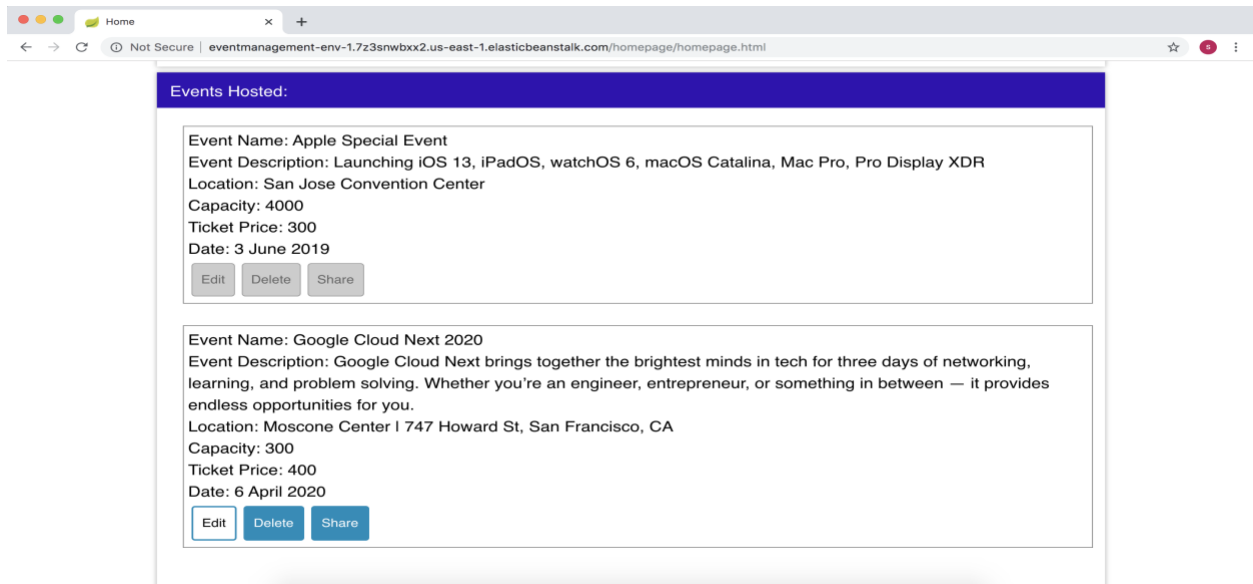 Home
Not Secure | eventmanagement-env-1.7z3snwbxx2.us-east-1.elasticbeanstalk.com/homepage/homepage.html
S
Events Hosted:
Event Name: Apple Special Event
Event Description: Launching iOS 13, iPadOS, watchOS 6, macOS Catalina, Mac Pro, Pro Display XDR
Location: San Jose Convention Center
Capacity: 4000
Ticket Price: 300
Date: 3 June 2019
Edit Delete Share
Event Name: Google Cloud Next 2020
Event Description: Google Cloud Next brings together the brightest minds in tech for three days of networking,
learning, and problem solving. Whether you’re an engineer, entrepreneur, or something in between — it provides
endless opportunities for you.
Location: Moscone Center | 747 Howard St, San Francisco, CA
Capacity: 300
Ticket Price: 400
Date: 6 April 2020
Edit Delete Share